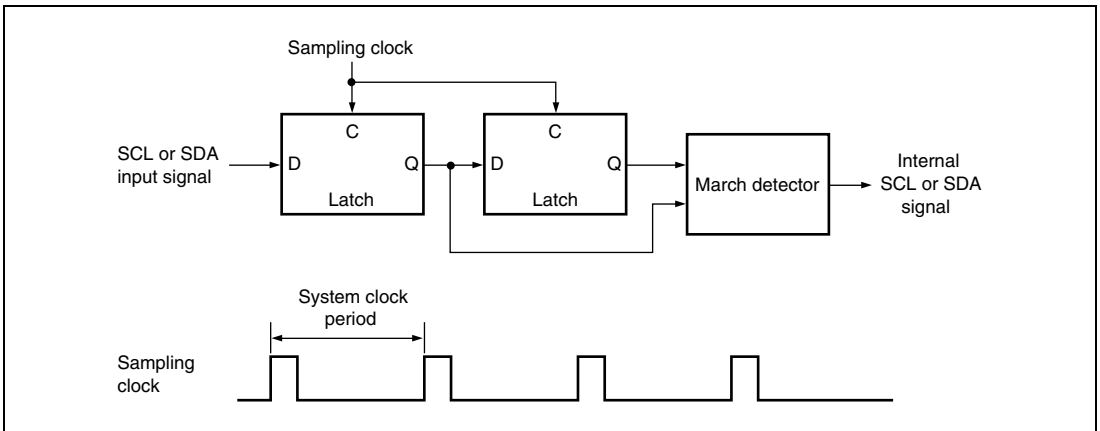 Sampling clock
SCL or SDA
input signal
C
D
Q
Latch
C
D
Q
Latch
March detector
Internal
SCL or SDA
signal
System clock
period
Sampling
clock